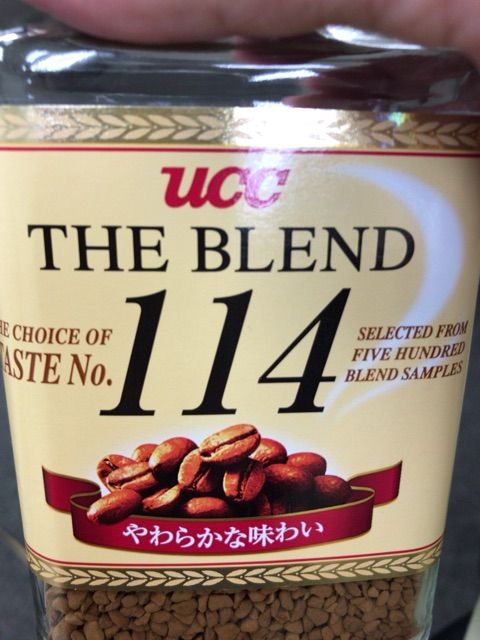 UCC
THE BLEND
114
HE CHOICE OF
ASTE No.
SELECTED FROM
FIVE HUNDRED
BLEND SAMPLES
やわらかな味わい